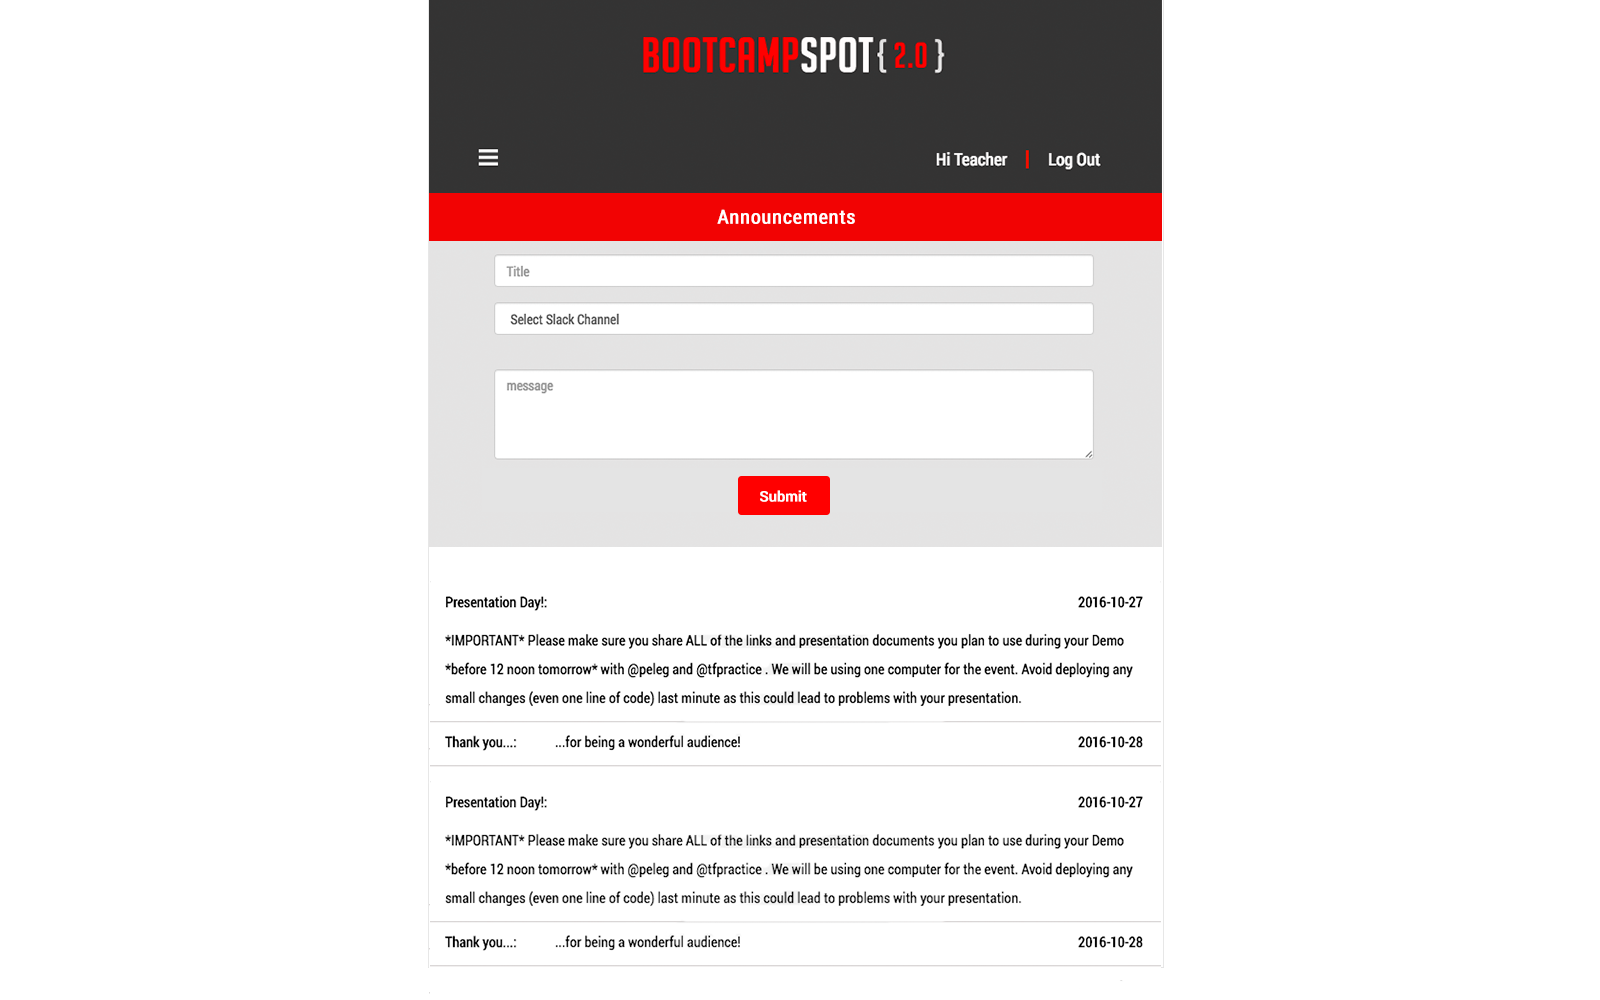 BOOTCAMPSPOT{ 2.0 }
Hi Teacher | Log Out
Announcements
Title
Select Slack Channel
message
Submit
Presentation Day!: 2016-10-27
*IMPORTANT* Please make sure you share ALL of the links and presentation documents you plan to use during your Demo
*before 12 noon tomorrow* with @peleg and @tfpractice . We will be using one computer for the event. Avoid deploying any
small changes (even one line of code) last minute as this could lead to problems with your presentation.
Thank you...: ...for being a wonderful audience! 2016-10-28
Presentation Day!: 2016-10-27
*IMPORTANT* Please make sure you share ALL of the links and presentation documents you plan to use during your Demo
*before 12 noon tomorrow* with @peleg and @tfpractice . We will be using one computer for the event. Avoid deploying any
small changes (even one line of code) last minute as this could lead to problems with your presentation.
Thank you...: ...for being a wonderful audience! 2016-10-28